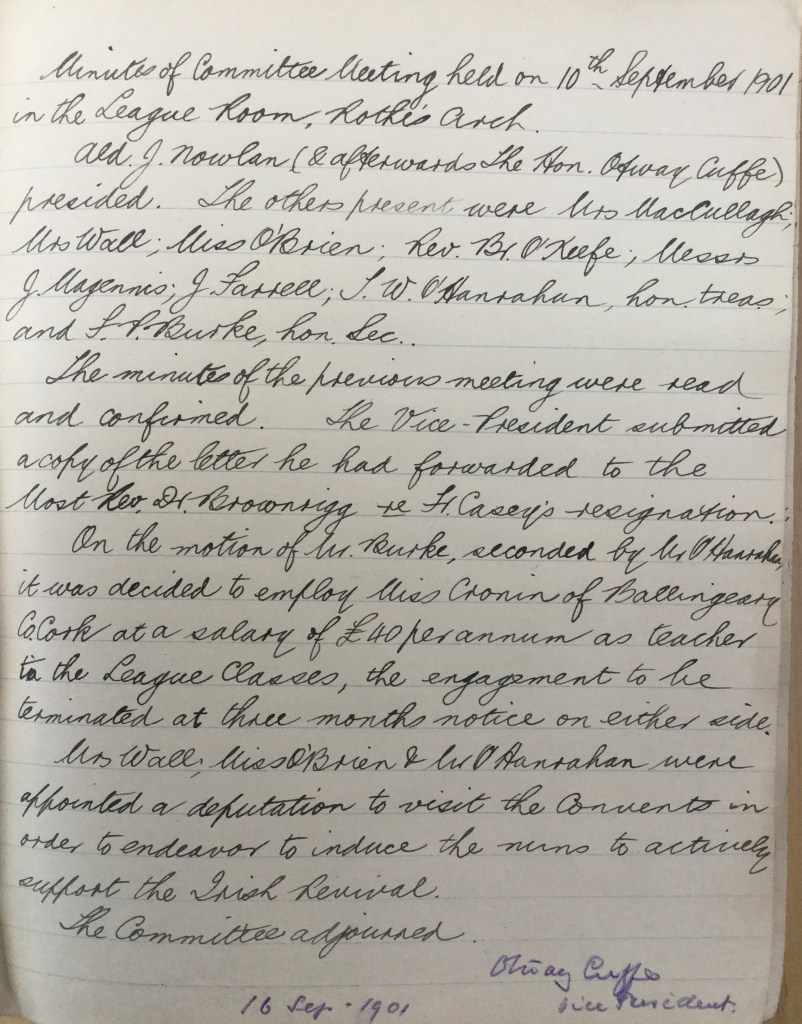 Minutes of Committee Meeting held on 10th September 1901
in the League Room, Rothe's Arch.
Ald. J. Nowlan (& afterwards The Hon. Otway Cuffe)
presided. The others present were Mrs MacCullagh;
Mrs Wall; Miss O'Brien; Rev. Br. O'Keefe; Messrs
J. Magennis; J. Farrell; T. W. O'Hanrahan, hon. treas;
and F. P. Burke, hon. Sec..
The minutes of the previous meeting were read
and confirmed. The Vice-President submitted
a copy of the letter he had forwarded to the
Most Rev. Dr. Brownrigg re Fr. Casey's resignation.
On the motion of Mr. Burke, seconded by Mr O'Hanrahan,
it was decided to employ Miss Cronin of Ballingeary
Co. Cork at a salary of £40 per annum as teacher
to the League Classes, the engagement to be
terminated at three months notice on either side.
Mrs Wall, Miss O'Brien & Mr O'Hanrahan were
appointed a deputation to visit the Convents in
order to endeavor to induce the nuns to actively
support the Irish Revival.
The Committee adjourned.
Otway Cuffe
16 Sep. 1901 Vice President.